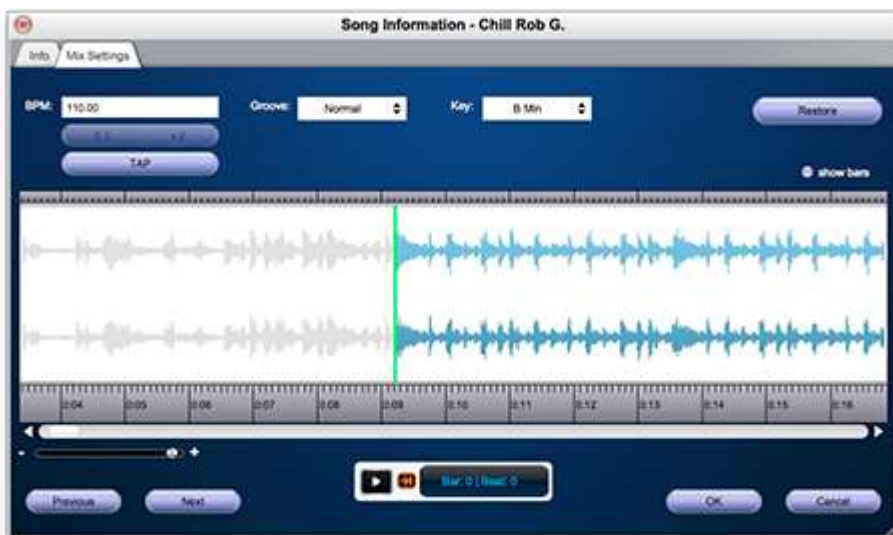 Song Information - Chill Rob G.
Info Mix Settings
BPM: 110.00 Groove: Normal Key: B Min Restore
TAP
show bars
0:04 0:05 0:06 0:07 0:08 0:09 0:10 0:11 0:12 0:13 0:14 0:15 0:16
- +
Bar: 0 | Beat: 0
Previous Next OK Cancel